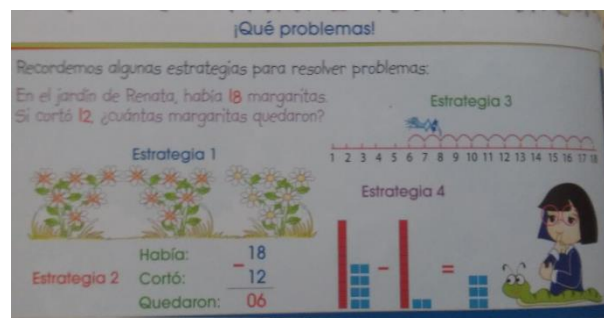 ¡Qué problemas!
Recordemos algunas estrategias para resolver problemas:
En el jardín de Renata, había 18 margaritas.
Si cortó 12, ¿cuántas margaritas quedaron?
Estrategia 1
Estrategia 2
Había: 18
Cortó: - 12
Quedaron: 06
Estrategia 3
1 2 3 4 5 6 7 8 9 10 11 12 13 14 15 16 17 18
Estrategia 4
- =